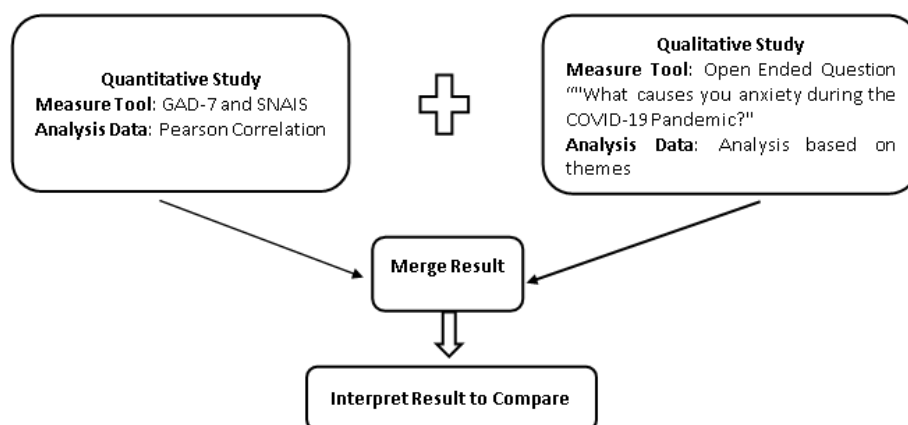 Quantitative Study
Measure Tool: GAD-7 and SNAIS
Analysis Data: Pearson Correlation
Qualitative Study
Measure Tool: Open Ended Question
""What causes you anxiety during the
COVID-19 Pandemic?"
Analysis Data: Analysis based on
themes
Merge Result
Interpret Result to Compare